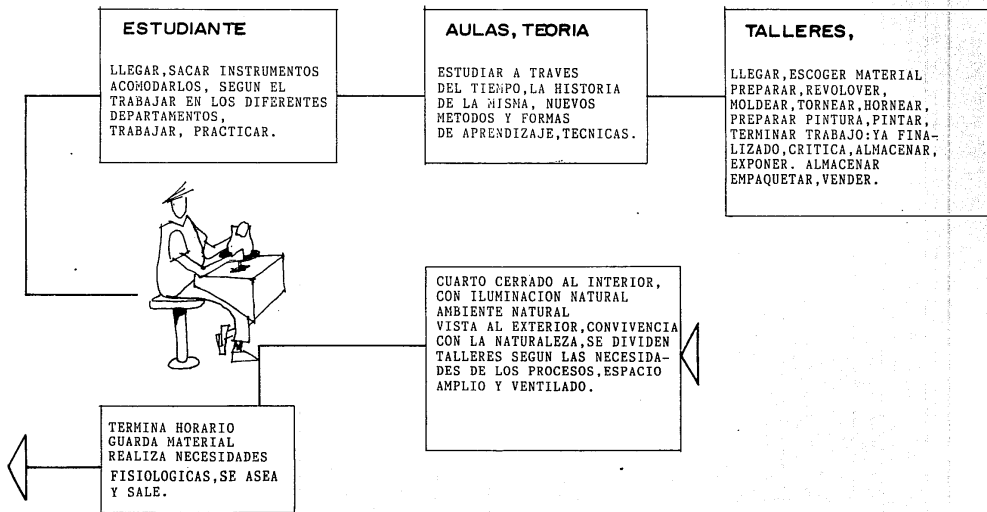 ESTUDIANTE
LLEGAR,SACAR INSTRUMENTOS
ACOMODARLOS, SEGUN EL
TRABAJAR EN LOS DIFERENTES
DEPARTAMENTOS,
TRABAJAR, PRACTICAR.
AULAS, TEORIA
ESTUDIAR A TRAVES
DEL TIEMPO,LA HISTORIA
DE LA MISMA, NUEVOS
METODOS Y FORMAS
DE APRENDIZAJE,TECNICAS.
TALLERES,
LLEGAR,ESCOGER MATERIAL
PREPARAR,REVOLOVER,
MOLDEAR,TORNEAR,HORNEAR,
PREPARAR PINTURA,PINTAR,
TERMINAR TRABAJO:YA FINA-
LIZADO,CRITICA,ALMACENAR,
EXPONER. ALMACENAR
EMPAQUETAR,VENDER.
CUARTO CERRADO AL INTERIOR,
CON ILUMINACION NATURAL
AMBIENTE NATURAL
VISTA AL EXTERIOR,CONVIVENCIA
CON LA NATURALEZA,SE DIVIDEN
TALLERES SEGUN LAS NECESIDA-
DES DE LOS PROCESOS,ESPACIO
AMPLIO Y VENTILADO.
TERMINA HORARIO
GUARDA MATERIAL
REALIZA NECESIDADES
FISIOLOGICAS,SE ASEA
Y SALE.